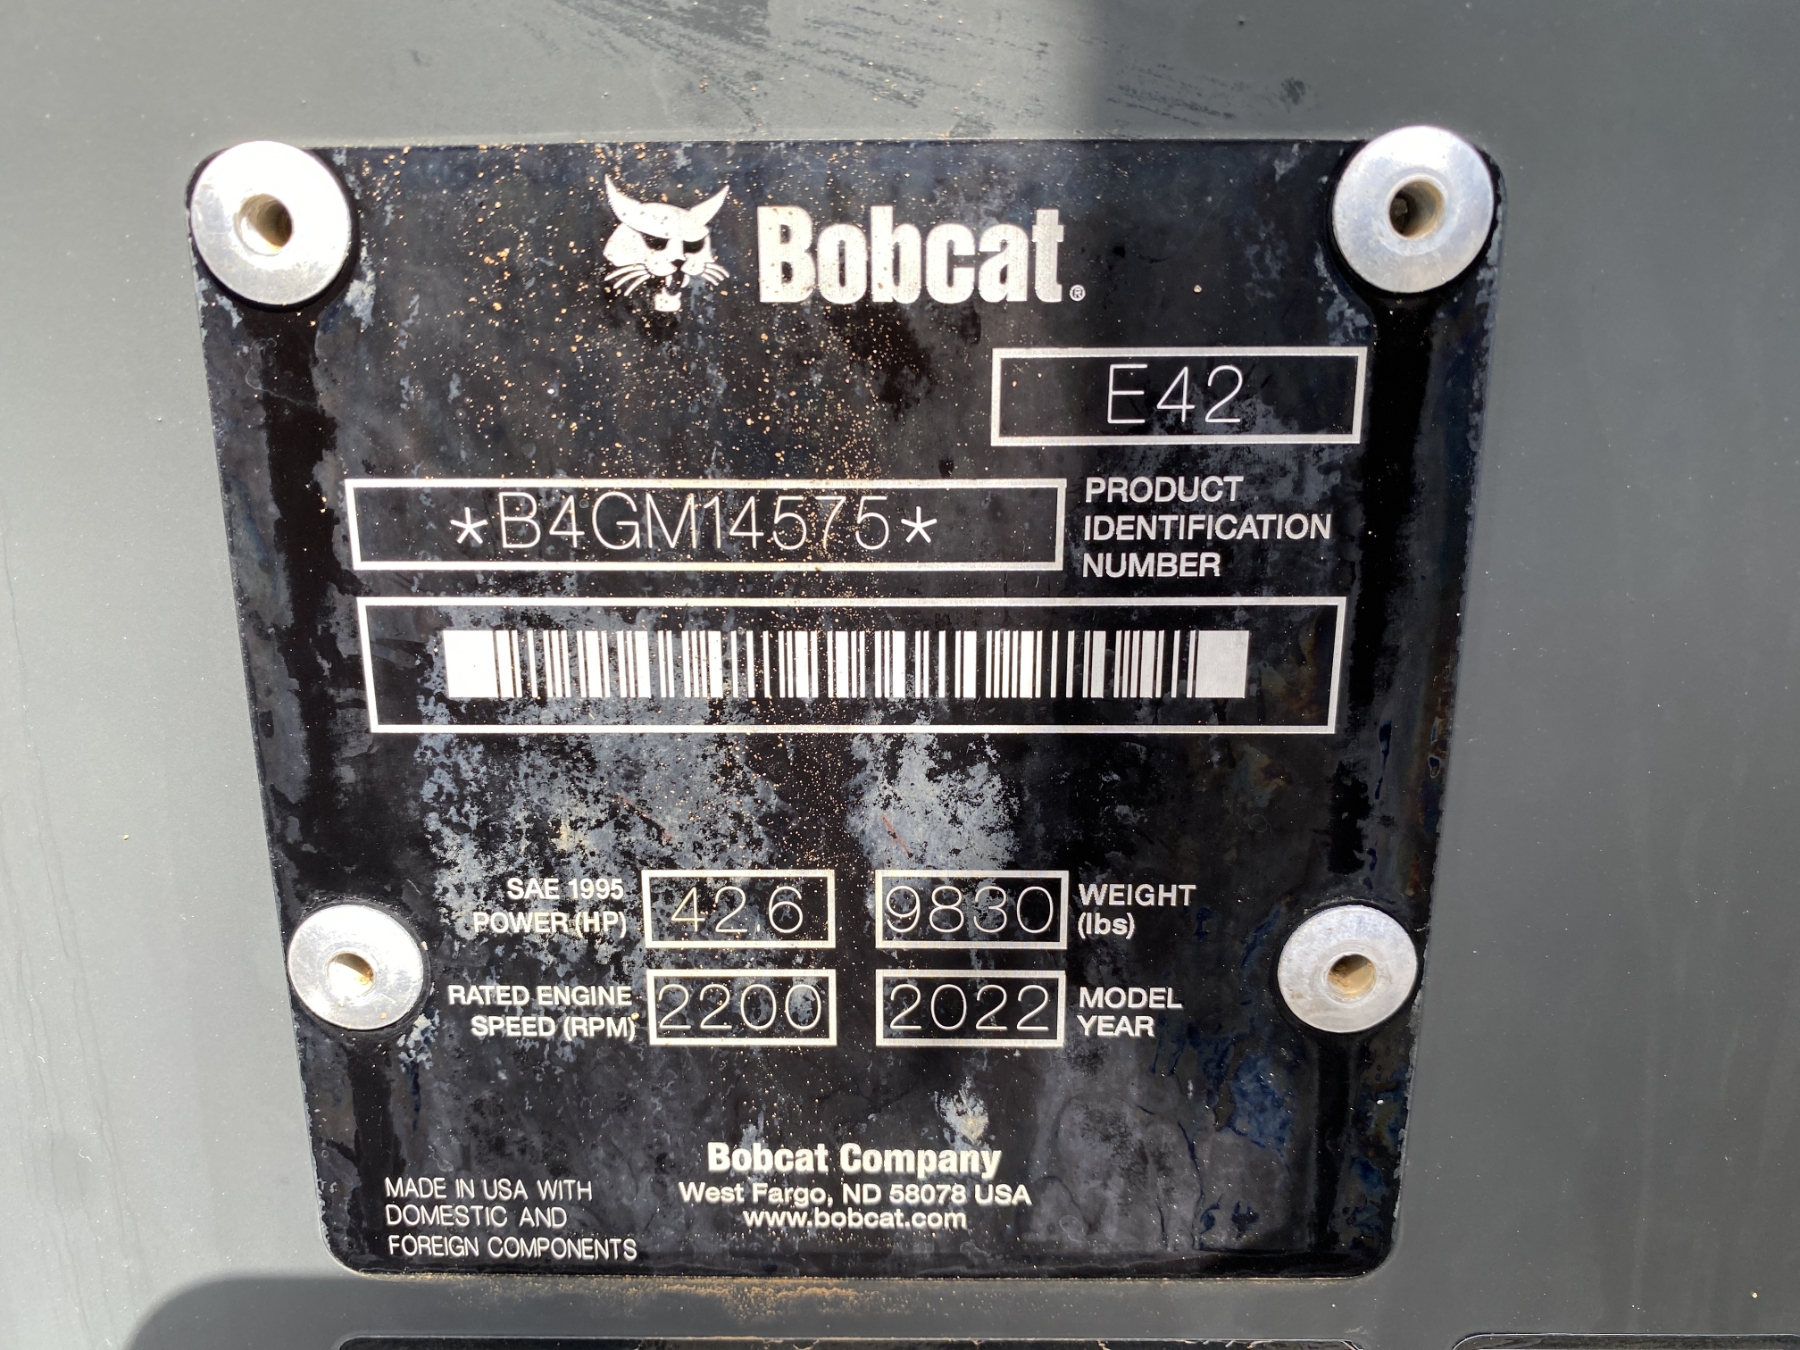 Bobcat®
E42
*B4GM14575*
PRODUCT
IDENTIFICATION
NUMBER
SAE 1995
POWER (HP)
42.6
9830
WEIGHT
(lbs)
RATED ENGINE
SPEED (RPM)
2200
2022
MODEL
YEAR
Bobcat Company
West Fargo, ND 58078 USA
www.bobcat.com
MADE IN USA WITH
DOMESTIC AND
FOREIGN COMPONENTS